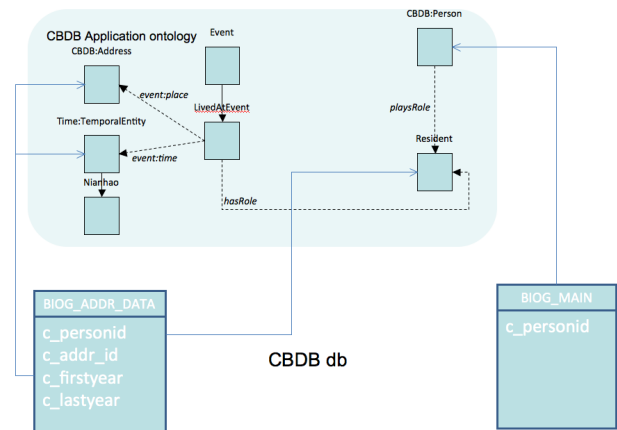 CBDB:Person
CBDB Application ontology
Event
CBDB:Address
event:place
LivedAtEvent
playsRole
Time:TemporalEntity
Resident
event:time
Nianhao
hasRole
BIOG_ADDR_DATA
c_personid
c_addr_id
c_firstyear
c_lastyear
BIOG_MAIN
c_personid
CBDB db